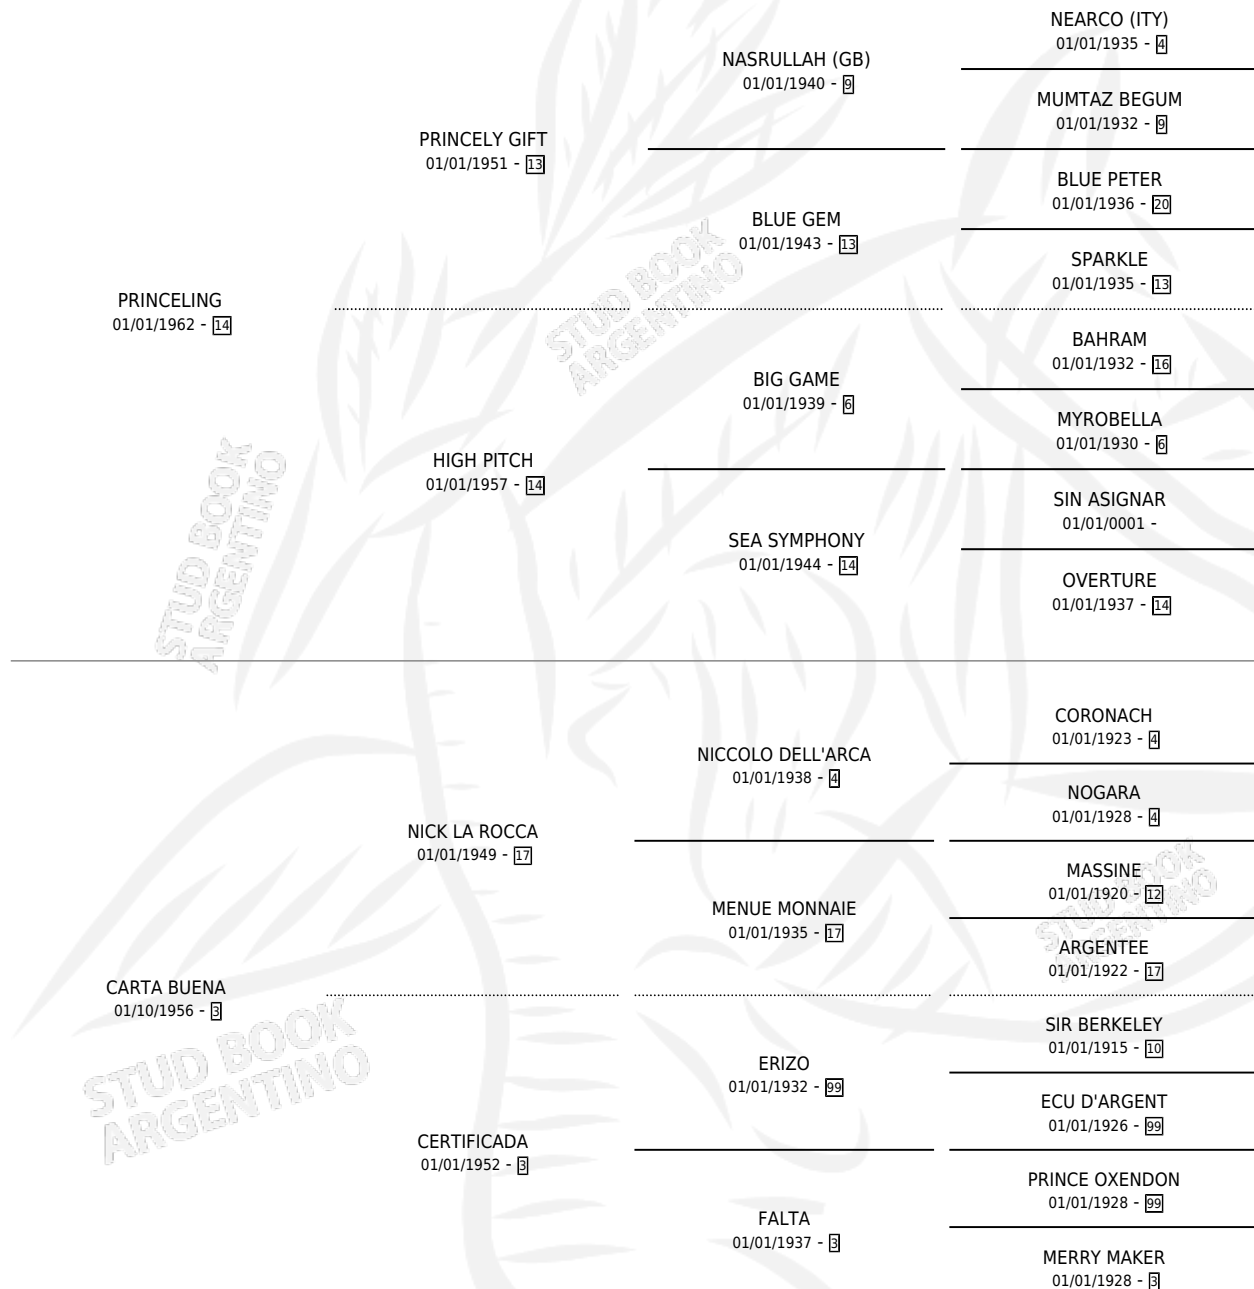 NEARCO (ITY)
01/01/1935 - 4
NASRULLAH (GB)
01/01/1940 - 9
MUMTAZ BEGUM
01/01/1932 - 9
PRINCELY GIFT
01/01/1951 - 13
BLUE PETER
01/01/1936 - 20
BLUE GEM
01/01/1943 - 13
SPARKLE
01/01/1935 - 13
PRINCELING
01/01/1962 - 14
BAHRAM
01/01/1932 - 16
BIG GAME
01/01/1939 - 6
MYROBELLA
01/01/1930 - 6
HIGH PITCH
01/01/1957 - 14
SIN ASIGNAR
01/01/0001 -
SEA SYMPHONY
01/01/1944 - 14
OVERTURE
01/01/1937 - 14
CORONACH
01/01/1923 - 4
NICCOLO DELL'ARCA
01/01/1938 - 4
NOGARA
01/01/1928 - 4
NICK LA ROCCA
01/01/1949 - 17
MASSINE
01/01/1920 - 12
MENUE MONNAIE
01/01/1935 - 17
ARGENTEE
01/01/1922 - 17
CARTA BUENA
01/10/1956 - 3
SIR BERKELEY
01/01/1915 - 10
ERIZO
01/01/1932 - 99
ECU D'ARGENT
01/01/1926 - 99
CERTIFICADA
01/01/1952 - 3
PRINCE OXENDON
01/01/1928 - 99
FALTA
01/01/1937 - 3
MERRY MAKER
01/01/1928 - 3
STUD BOOK
ARGENTINO
STUD BOOK
ARGENTINO
STUD BOOK
ARGENTINO
STUD BOOK
ARGENTINO